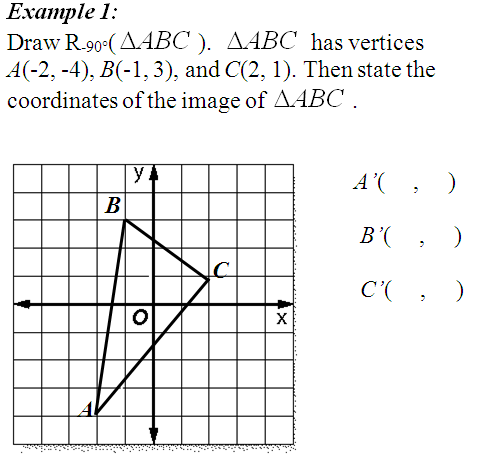 Example 1:
Draw R-90°(ΔABC ). ΔABC has vertices
A(-2, -4), B(-1, 3), and C(2, 1). Then state the
coordinates of the image of ΔABC .
y
B
C
O
x
A
A’( , )
B’( , )
C’( , )